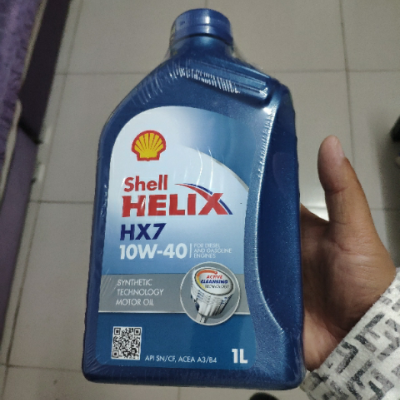 Shell
HELIX
HX7
10W-40
FOR DIESEL
AND GASOLINE
ENGINES
SYNTHETIC
TECHNOLOGY
MOTOR OIL
ACTIVE
CLEANSING
TECHNOLOGY
API SN/CF, ACEA A3/B4
1L